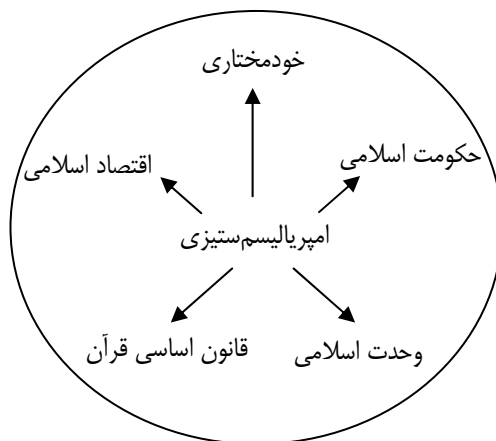 خودمختاری
حکومت اسلامی
اقتصاد اسلامی
امپریالیسم‌ستیزی
وحدت اسلامی
قانون اساسی قرآن